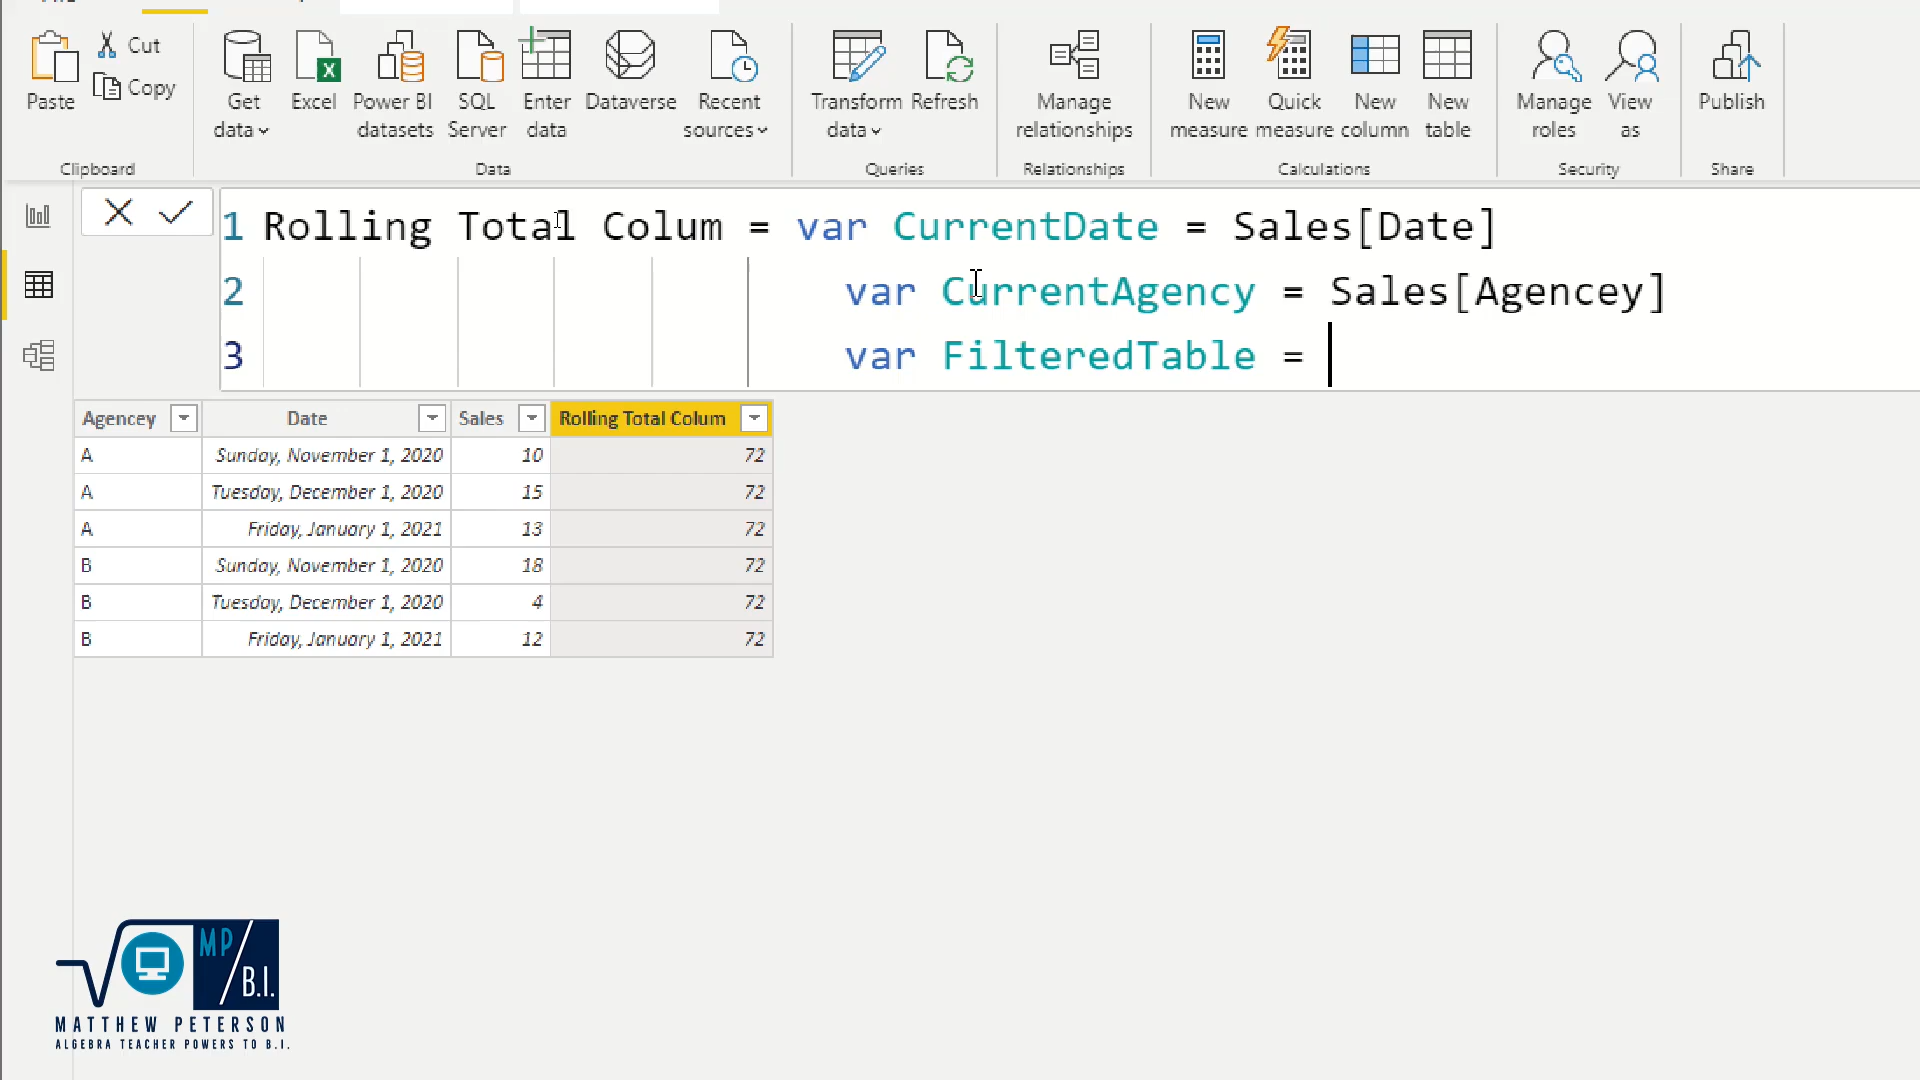 Paste
Cut
Copy
Clipboard
Get data
Excel
Power BI datasets
SQL Server
Enter data
Dataverse
Recent sources
Data
Transform data
Refresh
Queries
Manage relationships
Relationships
New measure
Quick measure
New column
New table
Calculations
Manage roles
View as
Security
Publish
Share
1 Rolling Total Colum = var CurrentDate = Sales[Date]
2 var CurrentAgency = Sales[Agencey]
3 var FilteredTable =
Agencey Date Sales Rolling Total Colum
A Sunday, November 1, 2020 10 72
A Tuesday, December 1, 2020 15 72
A Friday, January 1, 2021 13 72
B Sunday, November 1, 2020 18 72
B Tuesday, December 1, 2020 4 72
B Friday, January 1, 2021 12 72
MP/B.I.
MATTHEW PETERSON
ALGEBRA TEACHER POWERS TO B.I.